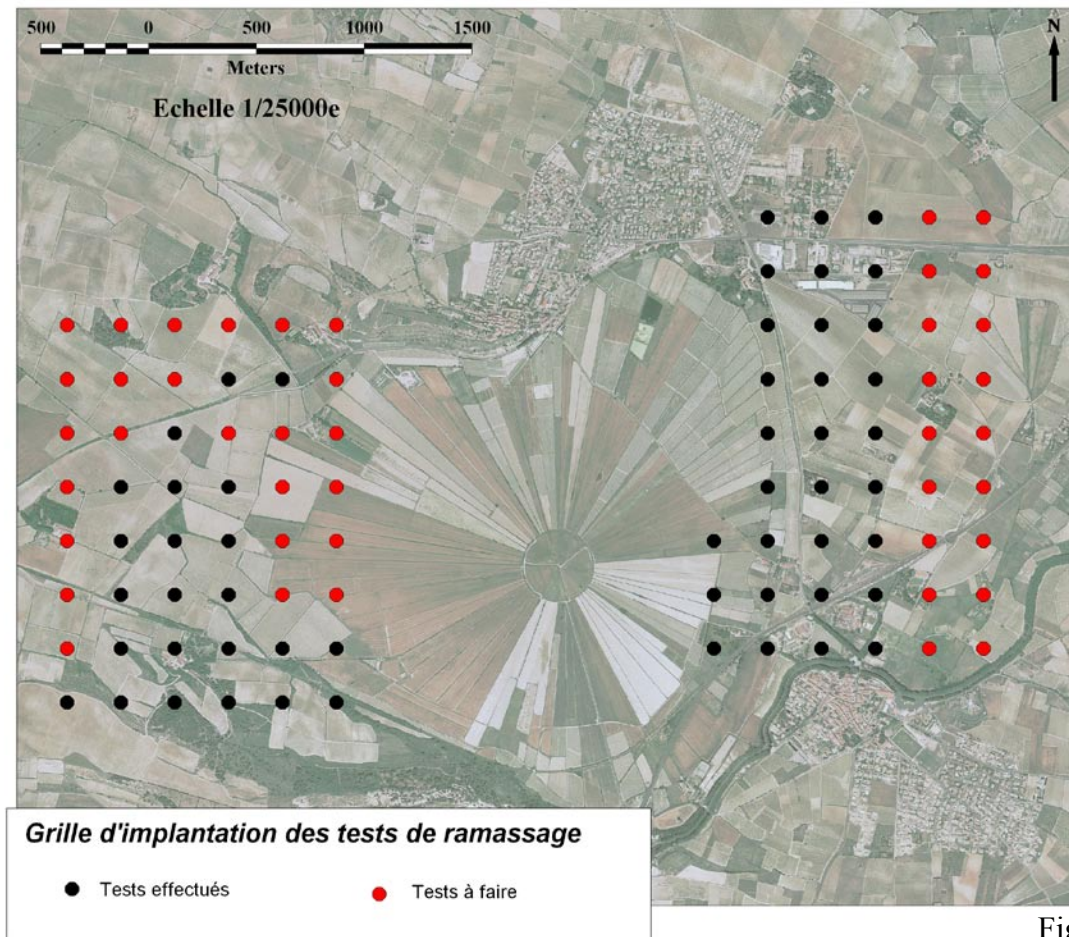 500 0 500 1000 1500
Meters
Echelle 1/25000e
N
Grille d'implantation des tests de ramassage
Tests effectués
Tests à faire
Fig